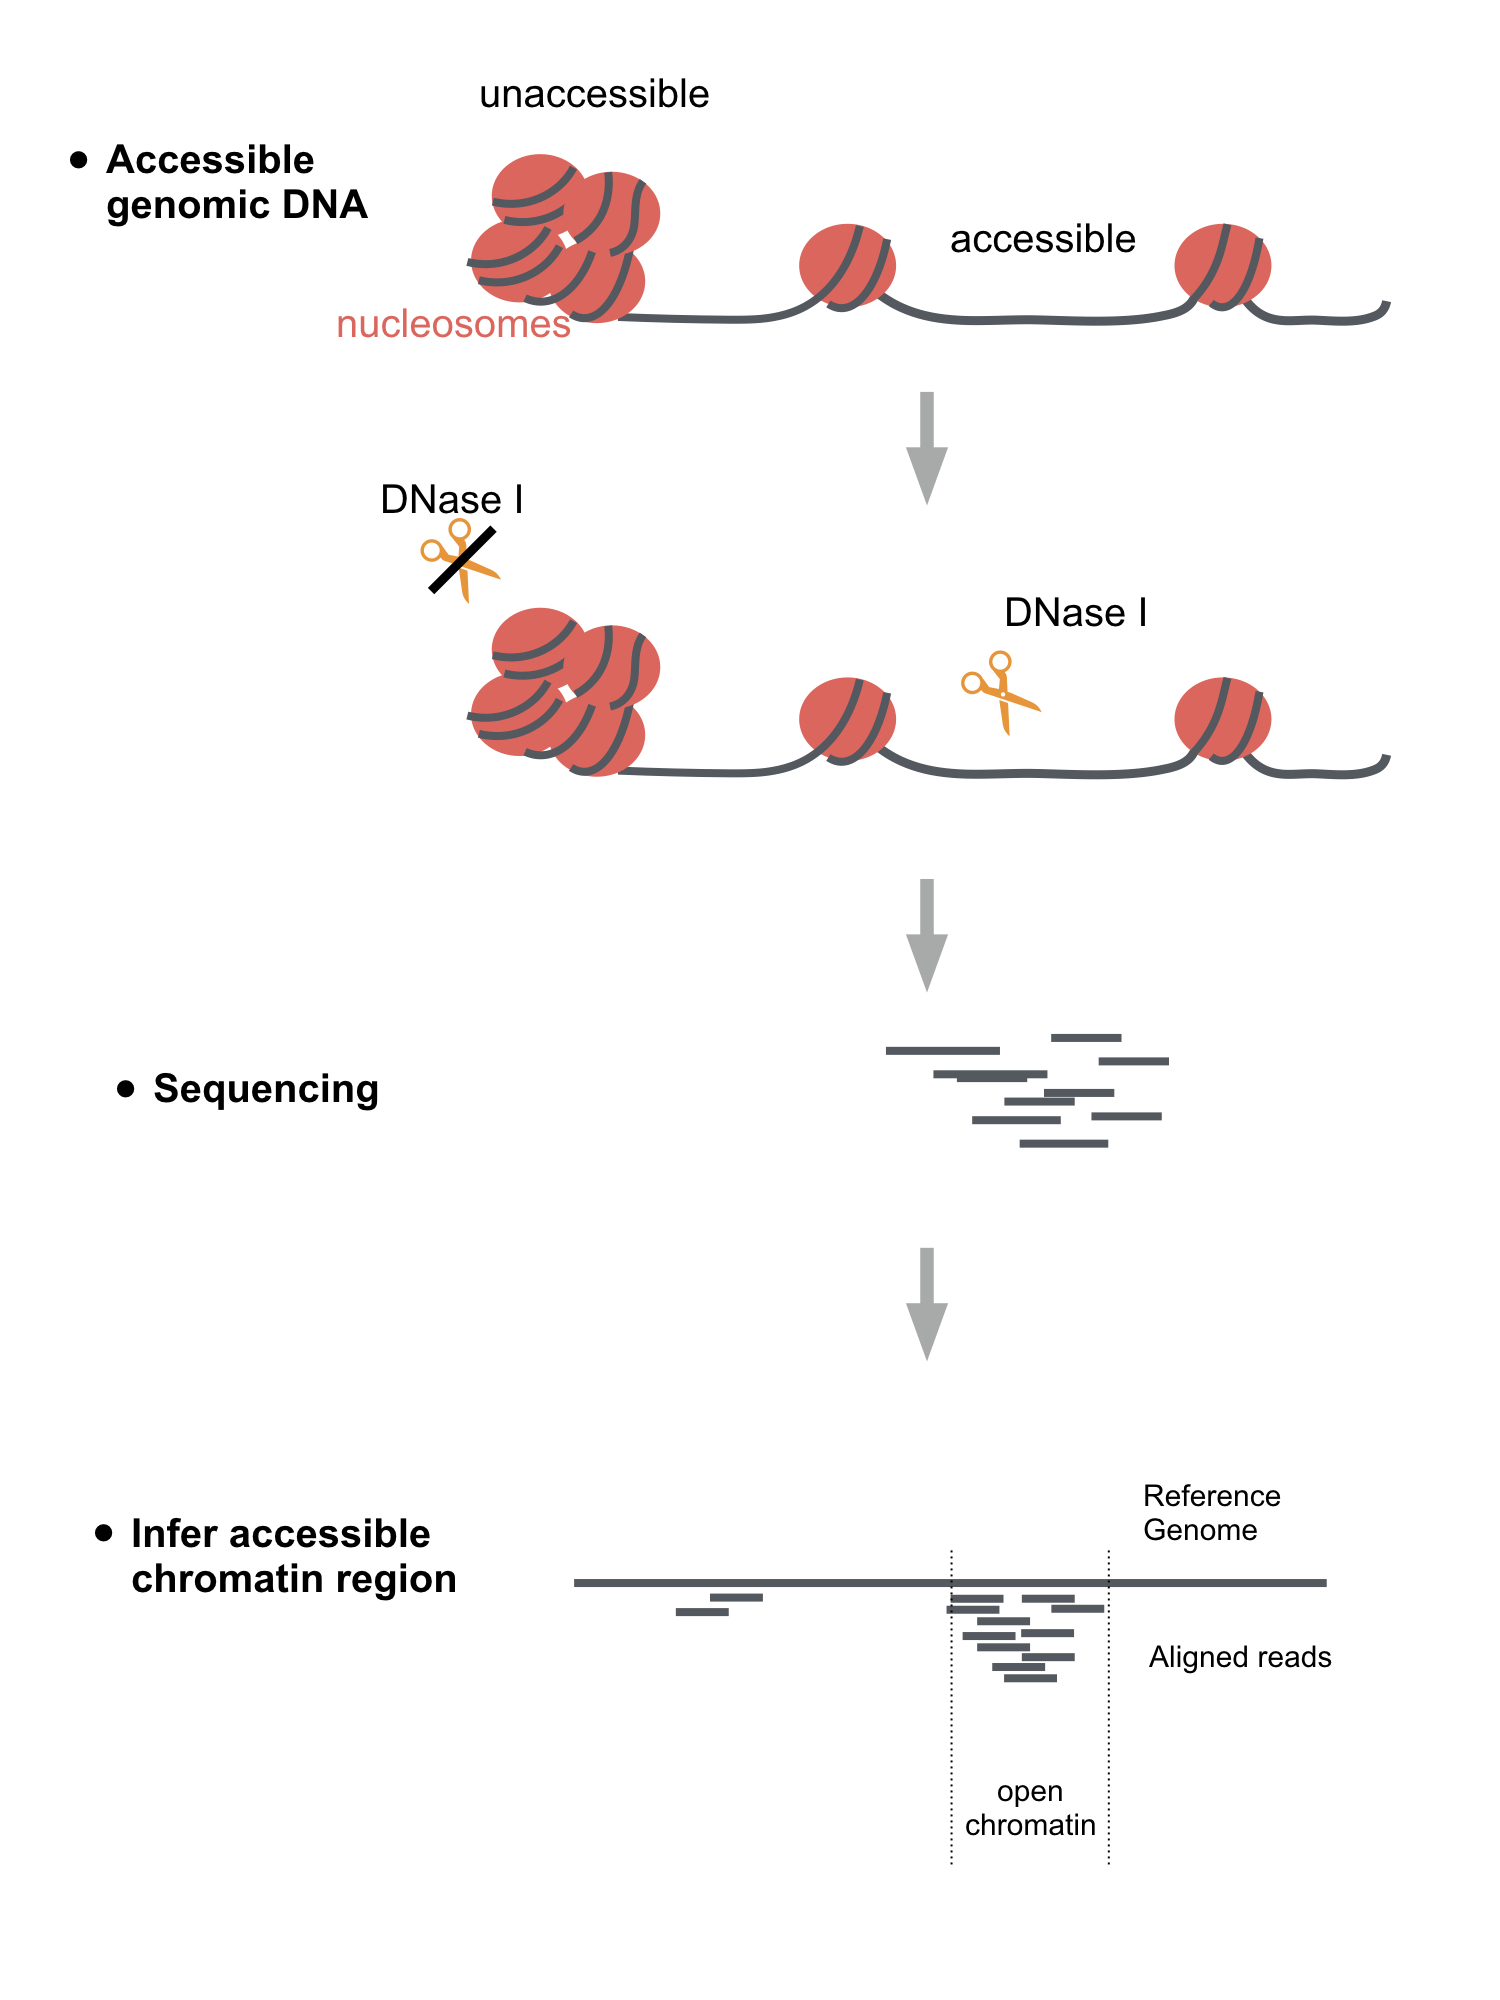 unaccessible
• Accessible
genomic DNA
accessible
nucleosomes
DNase I
DNase I
• Sequencing
Reference
Genome
• Infer accessible
chromatin region
Aligned reads
open
chromatin